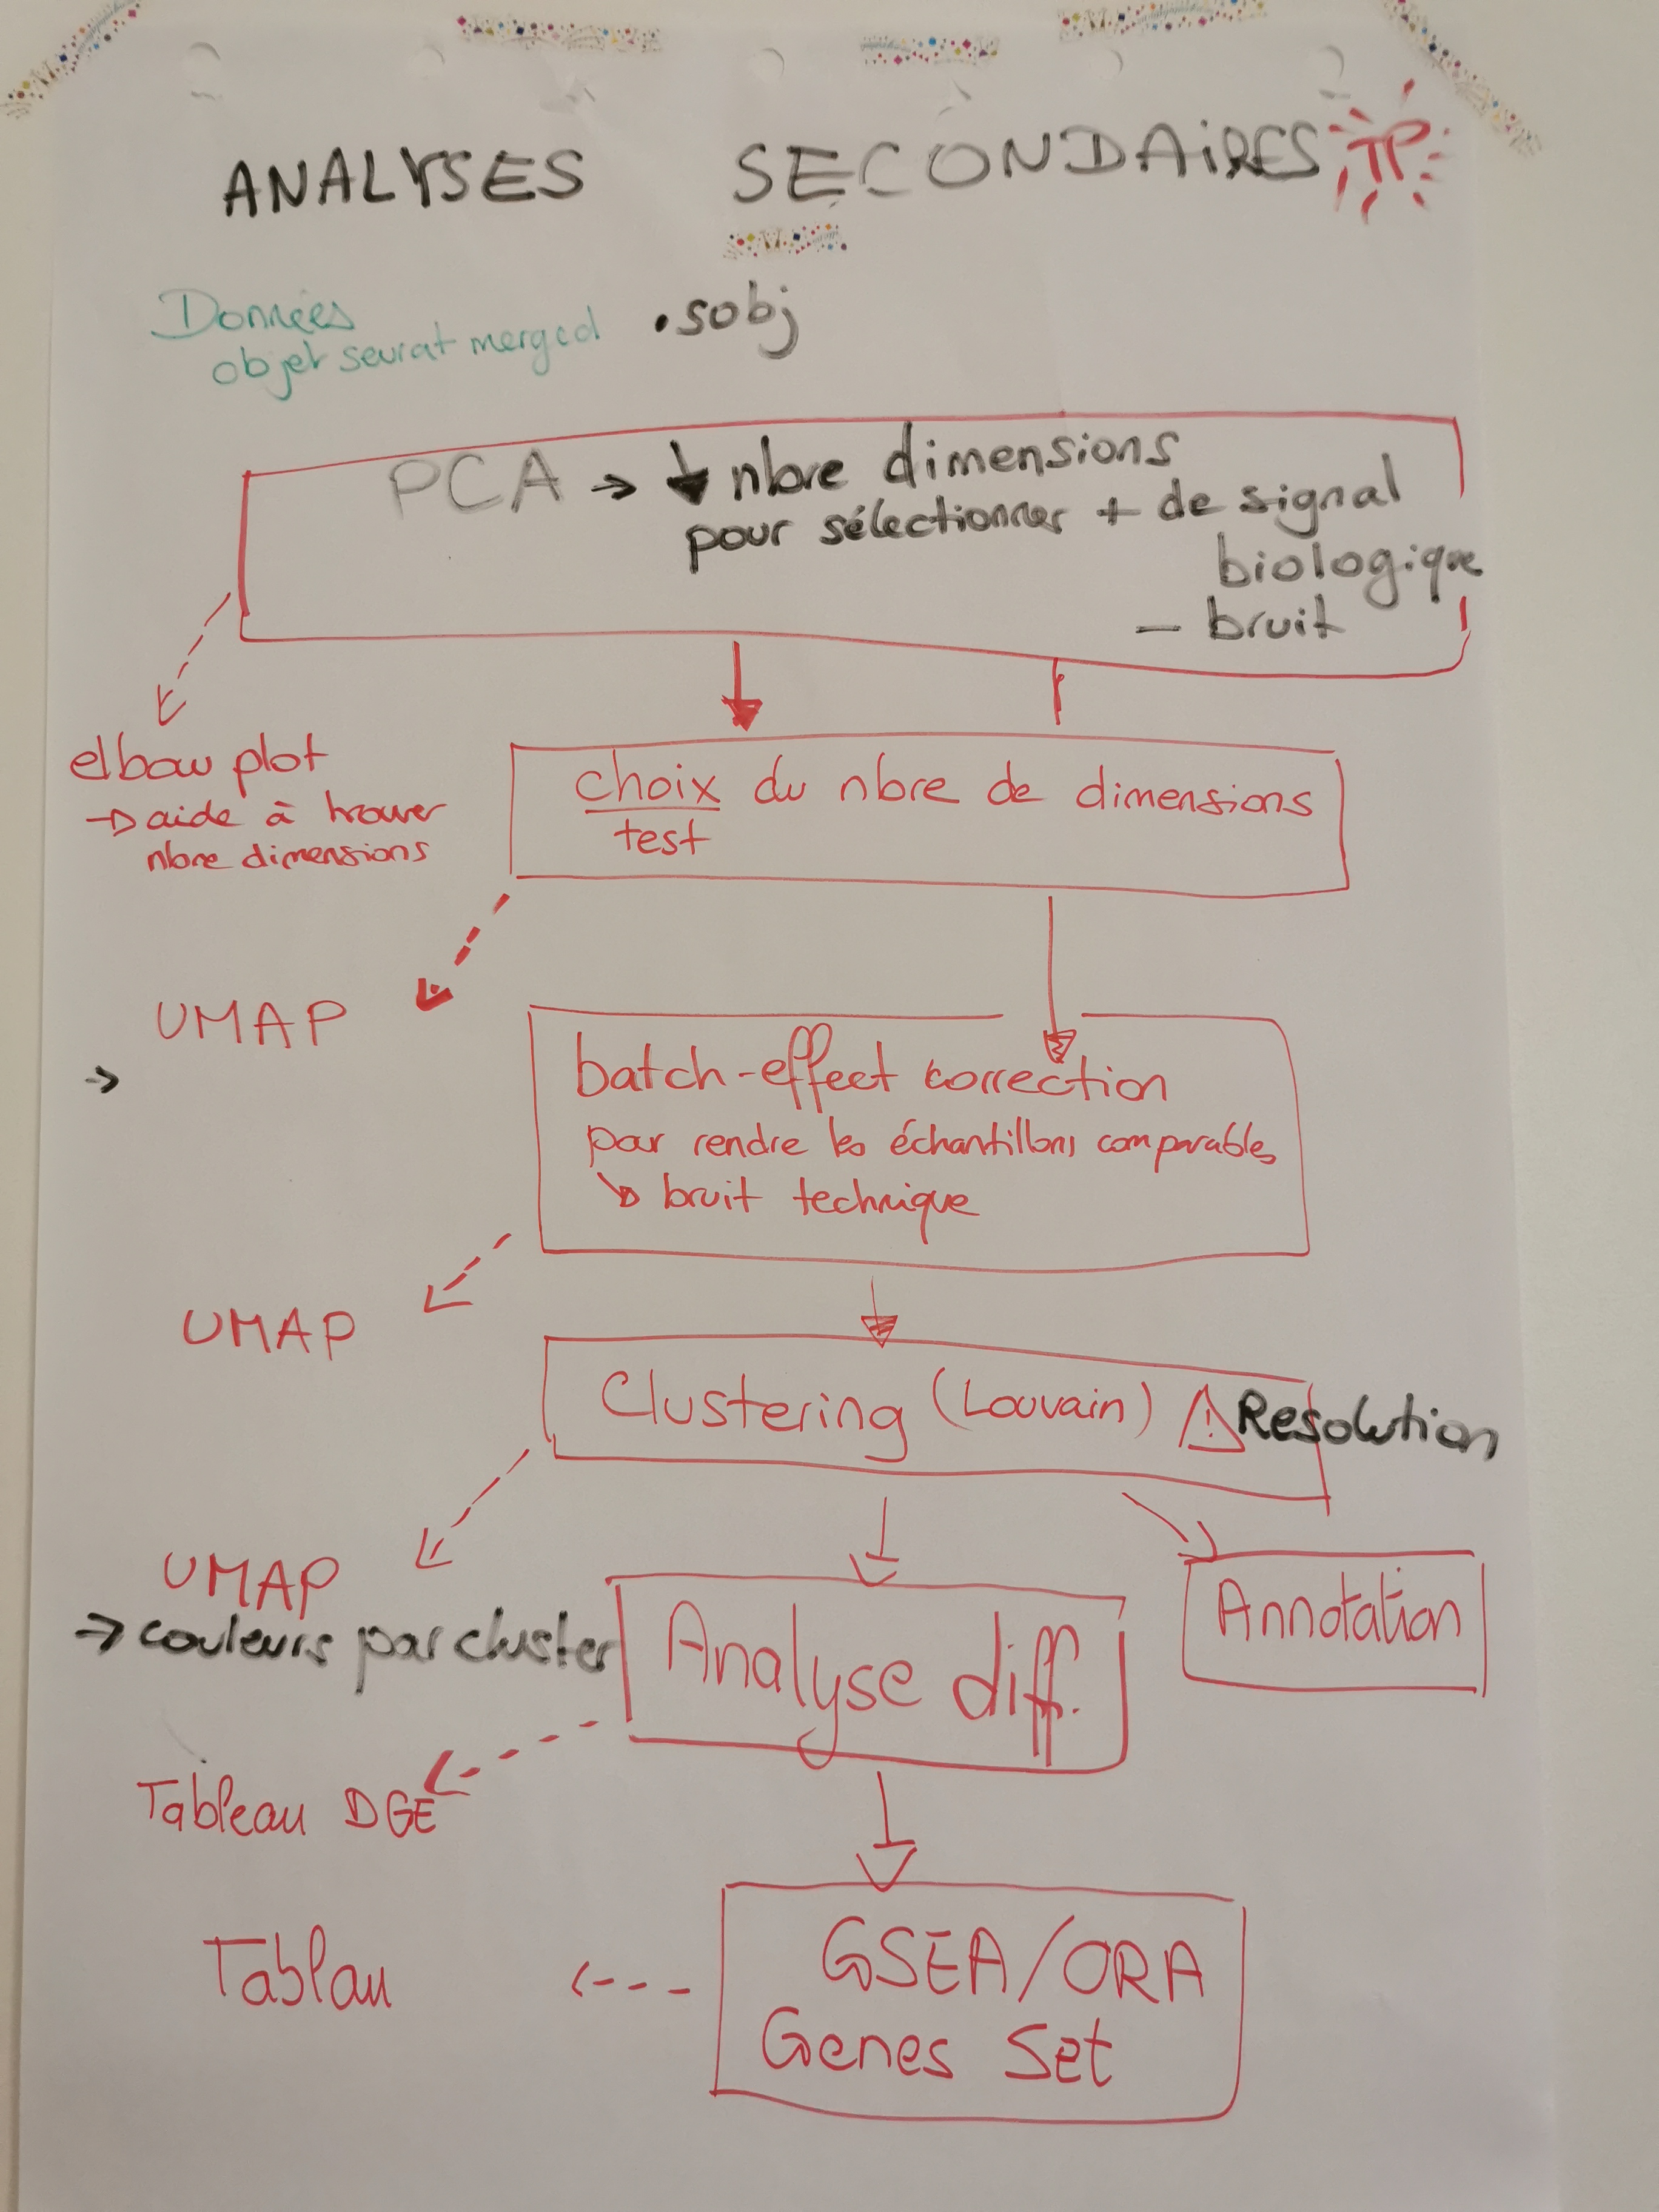 ANALYSES SECONDAIRES TP
Données
objet seurat merged .sobj
PCA → ↓ nbre dimensions
pour sélectionner + de signal
biologique
- bruit
elbow plot
→ aide à trouver
nbre dimensions
choix du nbre de dimensions
test
UMAP
→
batch-effect correction
pour rendre les échantillons comparables
↘ bruit technique
UMAP
Clustering (Louvain) ⚠ Resolution
UMAP
→ couleurs par cluster
Analyse diff.
Annotation
Tableau DGE
GSEA/ORA
Genes Set
Tablau